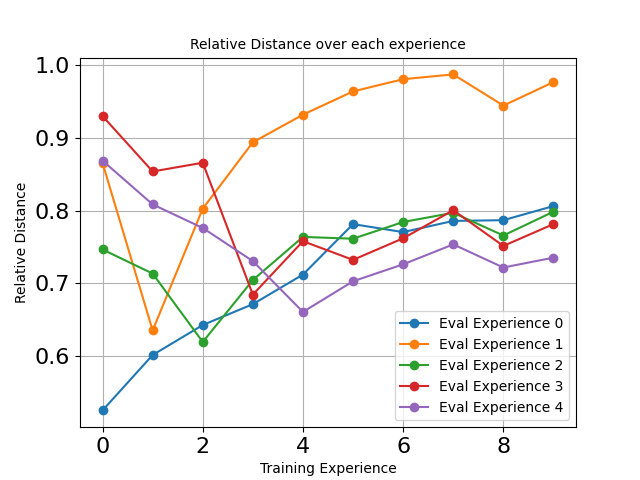 Relative Distance over each experience
1.0
0.9
0.8
0.7
0.6
Relative Distance
Eval Experience 0
Eval Experience 1
Eval Experience 2
Eval Experience 3
Eval Experience 4
0 2 4 6 8
Training Experience